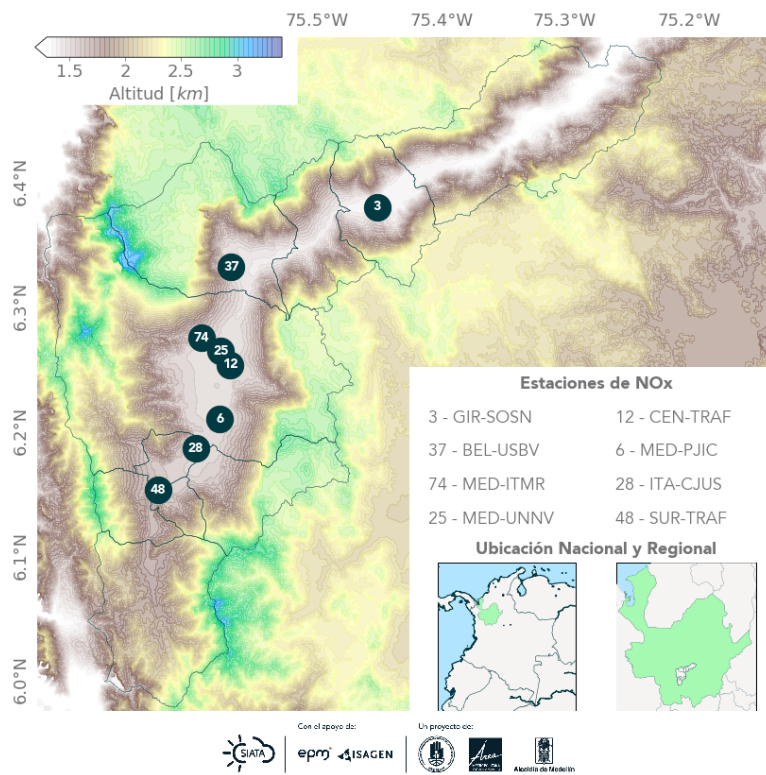 75.5°W 75.4°W 75.3°W 75.2°W
1.5 2 2.5 3
Altitud [km]
6.4°N
6.3°N
6.2°N
6.1°N
6.0°N
3
37
74
25
12
6
28
48
Estaciones de NOx
3 - GIR-SOSN 12 - CEN-TRAF
37 - BEL-USBV 6 - MED-PJIC
74 - MED-ITMR 28 - ITA-CJUS
25 - MED-UNNV 48 - SUR-TRAF
Ubicación Nacional y Regional
Con el apoyo de: Un proyecto de:
SIATA epm ISAGEN Área
Alcaldía de Medellín